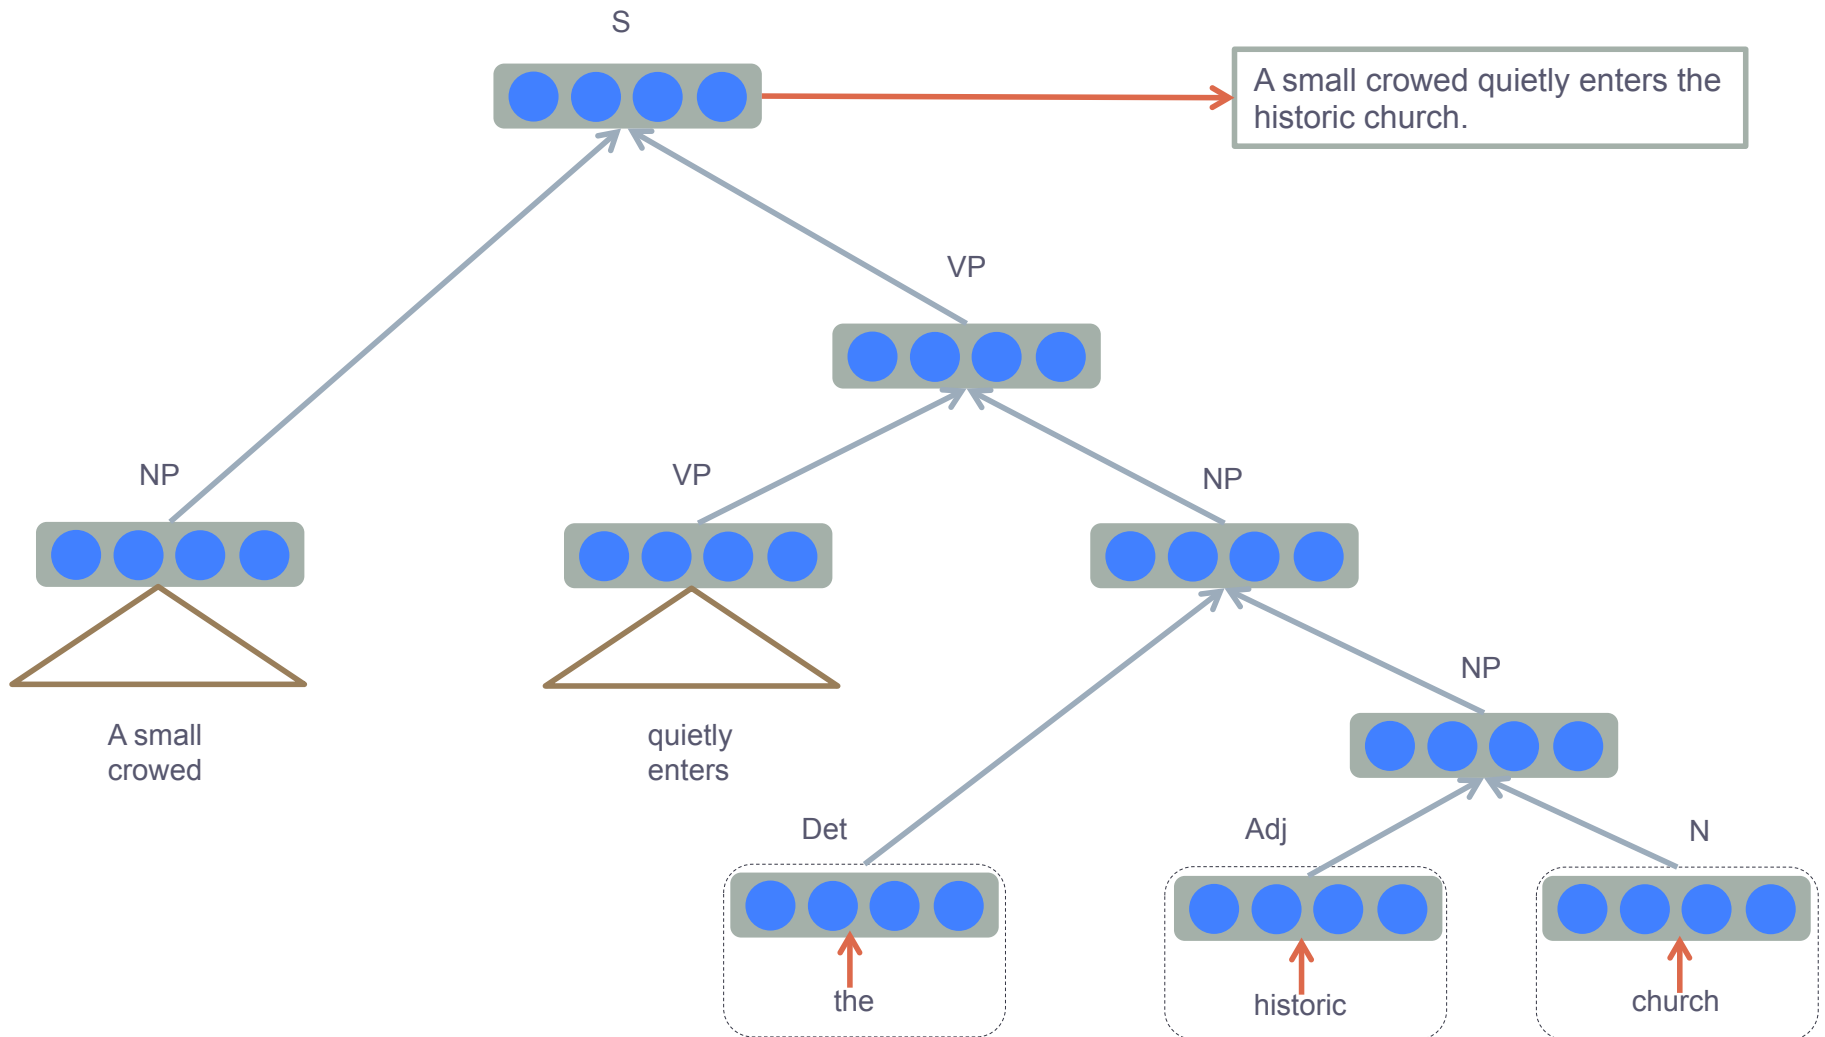 S
A small crowed quietly enters the
historic church.
VP
NP
VP
NP
NP
A small
crowed
quietly
enters
Det
Adj
N
the
historic
church